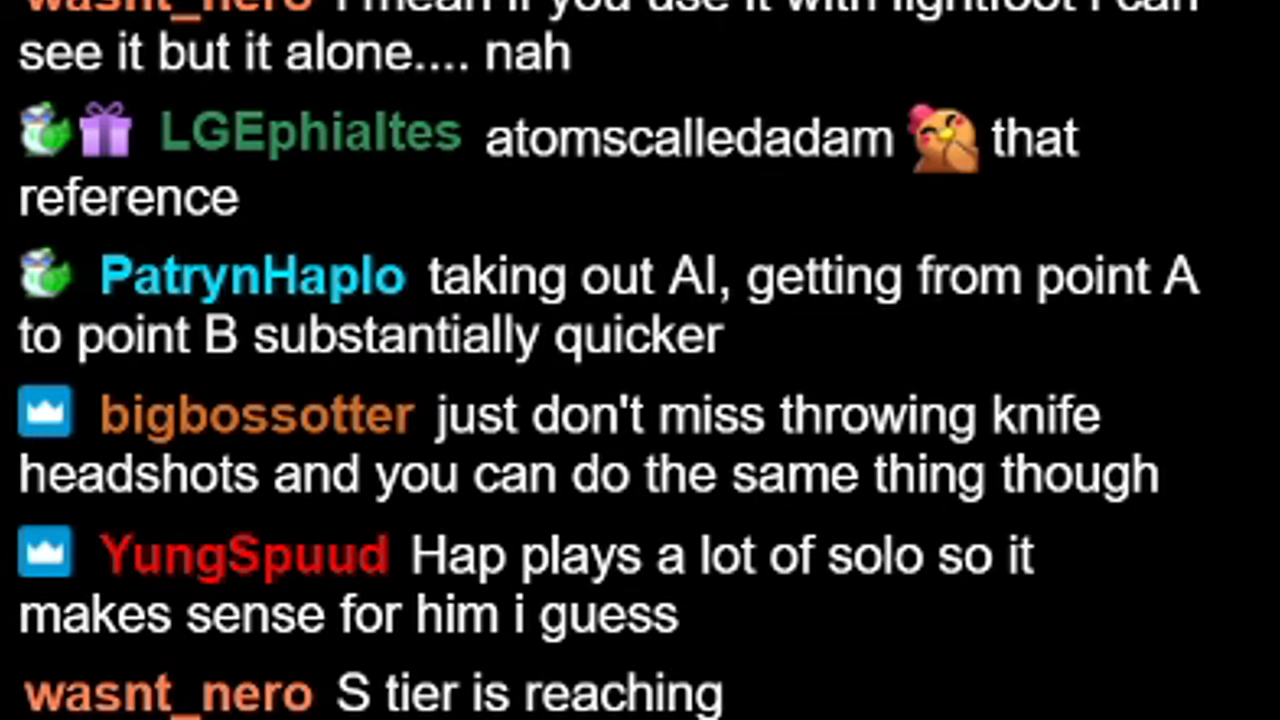 wasnt_nero I mean if you use it with lightfoot i can
see it but it alone.... nah
LGEphialtes atomscalledadam that
reference
PatrynHaplo taking out AI, getting from point A
to point B substantially quicker
bigbossotter just don't miss throwing knife
headshots and you can do the same thing though
YungSpuud Hap plays a lot of solo so it
makes sense for him i guess
wasnt_nero S tier is reaching